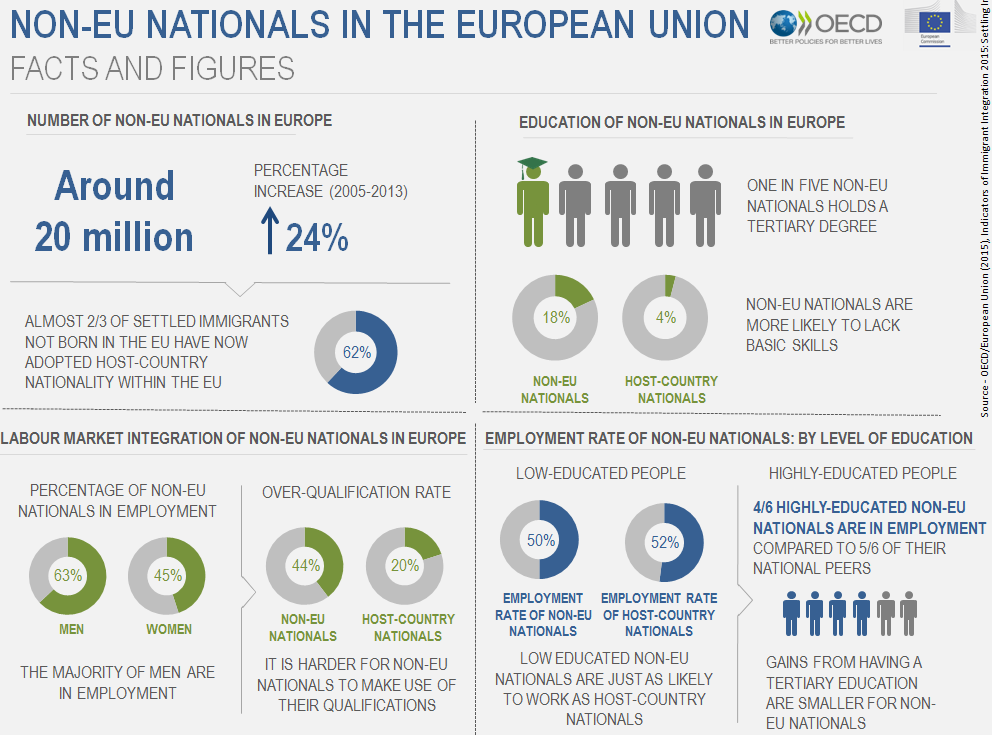 NON-EU NATIONALS IN THE EUROPEAN UNION
FACTS AND FIGURES
OECD
BETTER POLICIES FOR BETTER LIVES
European
Commission
Source - OECD/European Union (2015), Indicators of Immigrant Integration 2015: Settling In
NUMBER OF NON-EU NATIONALS IN EUROPE
Around
20 million
PERCENTAGE
INCREASE (2005-2013)
24%
ALMOST 2/3 OF SETTLED IMMIGRANTS
NOT BORN IN THE EU HAVE NOW
ADOPTED HOST-COUNTRY
NATIONALITY WITHIN THE EU
62%
EDUCATION OF NON-EU NATIONALS IN EUROPE
ONE IN FIVE NON-EU
NATIONALS HOLDS A
TERTIARY DEGREE
18%
4%
NON-EU
NATIONALS
HOST-COUNTRY
NATIONALS
NON-EU NATIONALS ARE
MORE LIKELY TO LACK
BASIC SKILLS
LABOUR MARKET INTEGRATION OF NON-EU NATIONALS IN EUROPE
PERCENTAGE OF NON-EU
NATIONALS IN EMPLOYMENT
63%
45%
MEN
WOMEN
THE MAJORITY OF MEN ARE
IN EMPLOYMENT
OVER-QUALIFICATION RATE
44%
20%
NON-EU
NATIONALS
HOST-COUNTRY
NATIONALS
IT IS HARDER FOR NON-EU
NATIONALS TO MAKE USE OF
THEIR QUALIFICATIONS
EMPLOYMENT RATE OF NON-EU NATIONALS: BY LEVEL OF EDUCATION
LOW-EDUCATED PEOPLE
50%
52%
EMPLOYMENT
RATE OF NON-EU
NATIONALS
EMPLOYMENT RATE
OF HOST-COUNTRY
NATIONALS
LOW EDUCATED NON-EU
NATIONALS ARE JUST AS LIKELY
TO WORK AS HOST-COUNTRY
NATIONALS
HIGHLY-EDUCATED PEOPLE
4/6 HIGHLY-EDUCATED NON-EU
NATIONALS ARE IN EMPLOYMENT
COMPARED TO 5/6 OF THEIR
NATIONAL PEERS
GAINS FROM HAVING A
TERTIARY EDUCATION
ARE SMALLER FOR NON-
EU NATIONALS